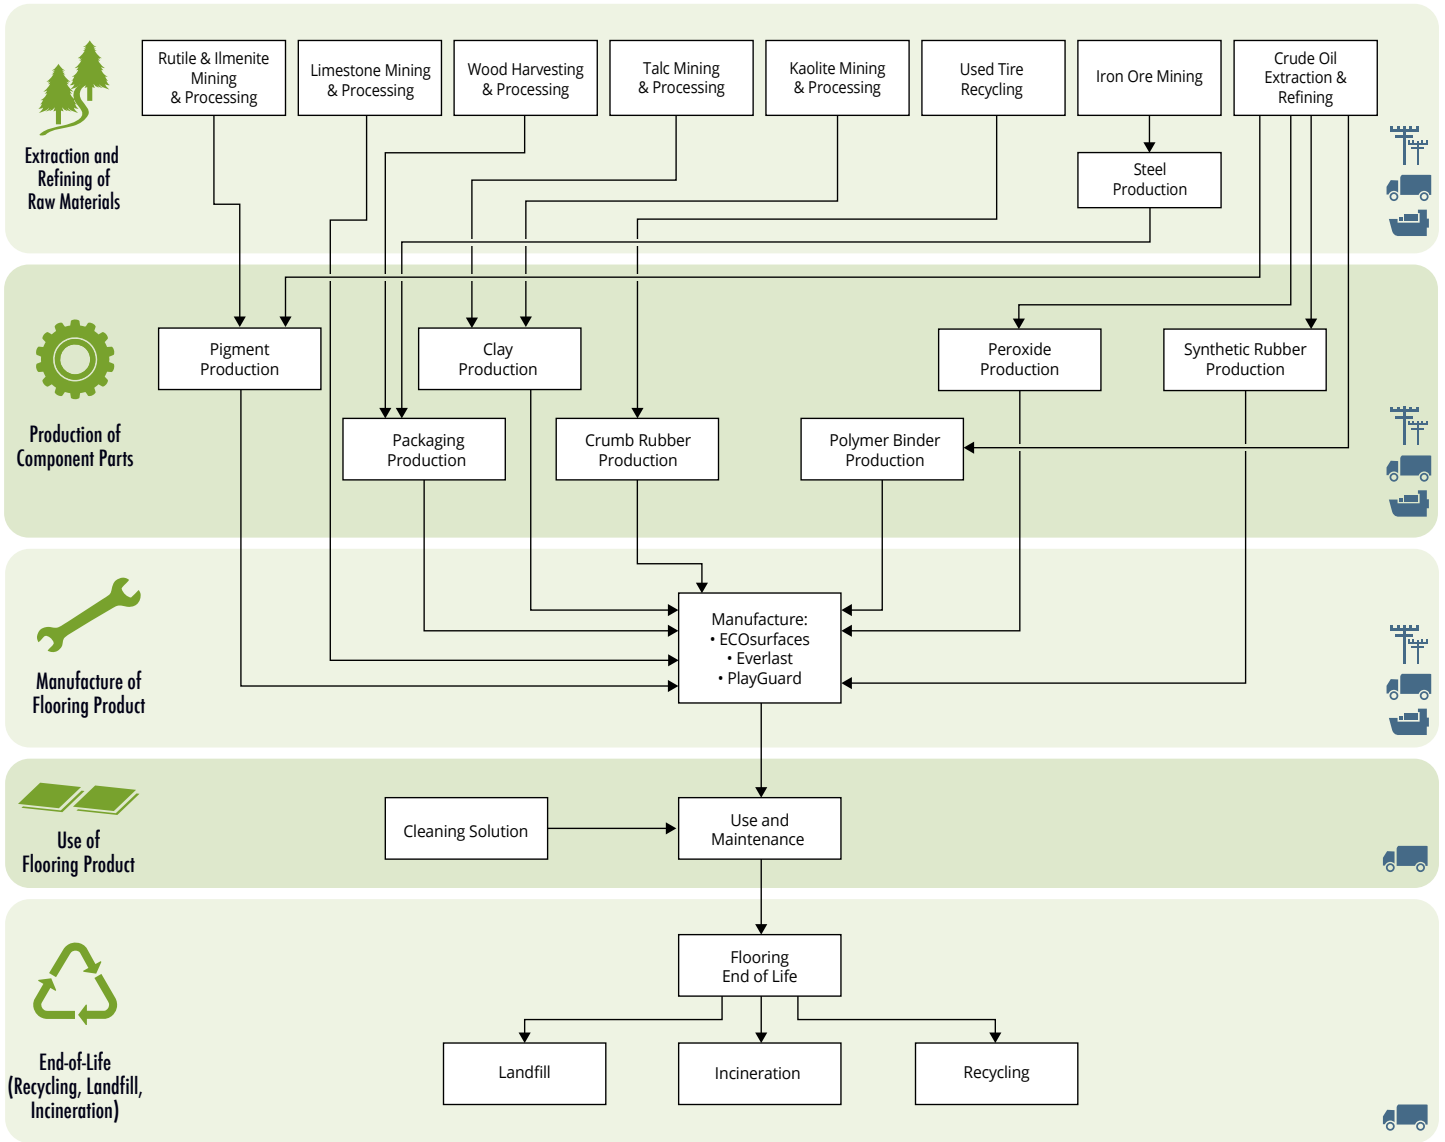 Rutile & Ilmenite
Mining
& Processing
Limestone Mining
& Processing
Wood Harvesting
& Processing
Talc Mining
& Processing
Kaolite Mining
& Processing
Used Tire
Recycling
Iron Ore Mining
Crude Oil
Extraction &
Refining
Extraction and
Refining of
Raw Materials
Steel
Production
Pigment
Production
Clay
Production
Peroxide
Production
Synthetic Rubber
Production
Production of
Component Parts
Packaging
Production
Crumb Rubber
Production
Polymer Binder
Production
Manufacture of
Flooring Product
Manufacture:
• ECOsurfaces
• Everlast
• PlayGuard
Use of
Flooring Product
Cleaning Solution
Use and
Maintenance
Flooring
End of Life
End-of-Life
(Recycling, Landfill,
Incineration)
Landfill
Incineration
Recycling